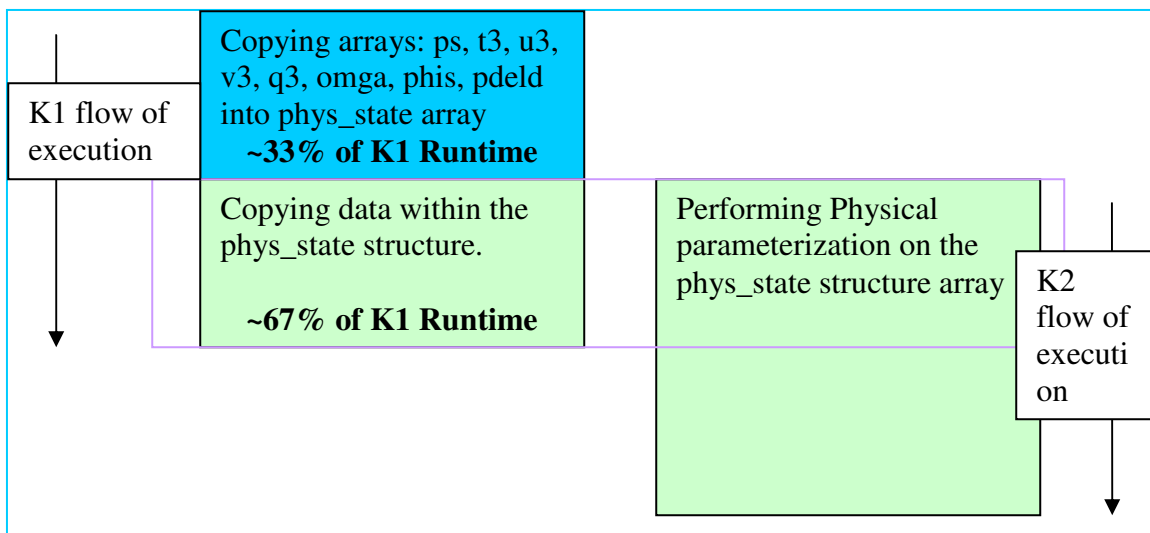 Copying arrays: ps, t3, u3,
v3, q3, omga, phis, pdeld
into phys_state array
~33% of K1 Runtime
K1 flow of
execution
Copying data within the
phys_state structure.
~67% of K1 Runtime
Performing Physical
parameterization on the
phys_state structure array
K2
flow of
executi
on